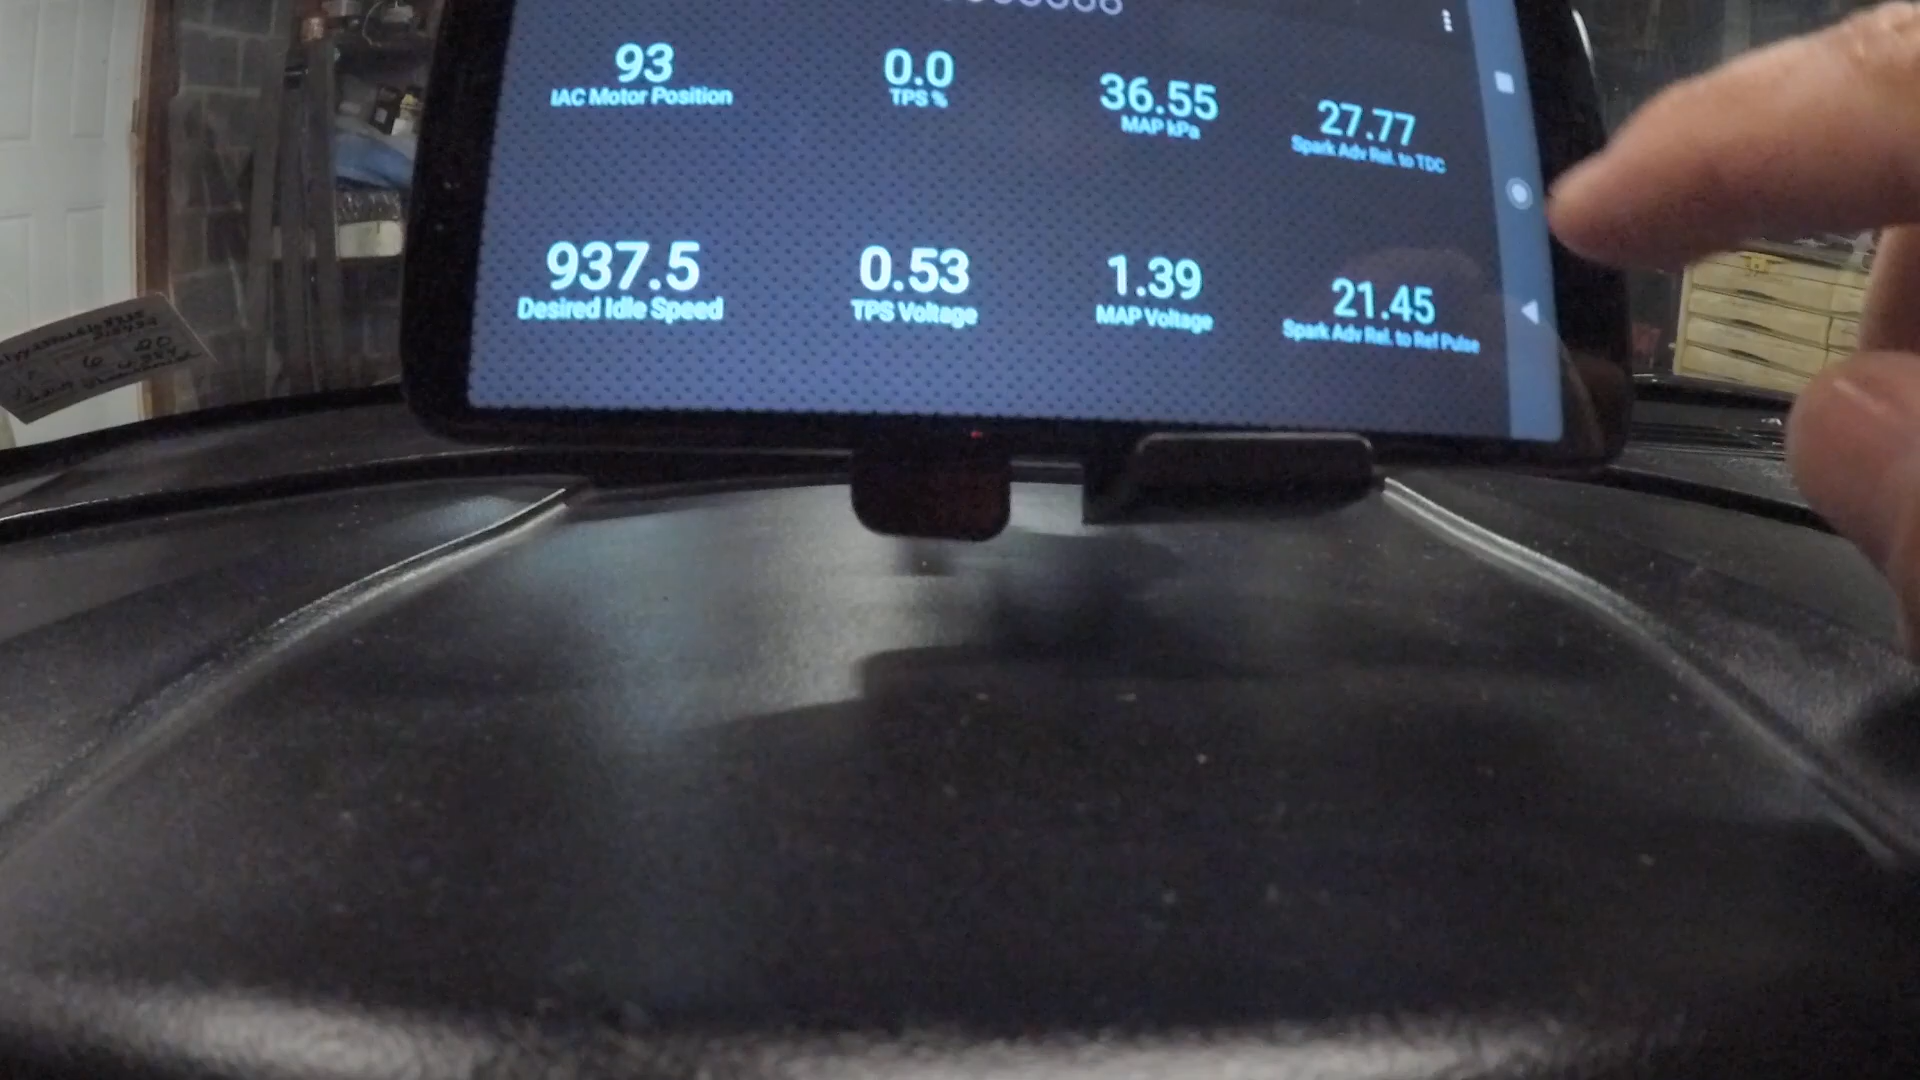 93
IAC Motor Position
0.0
TPS %
36.55
MAP kPa
27.77
Spark Adv Rel. to TDC
937.5
Desired Idle Speed
0.53
TPS Voltage
1.39
MAP Voltage
21.45
Spark Adv Rel. to Ref Pulse